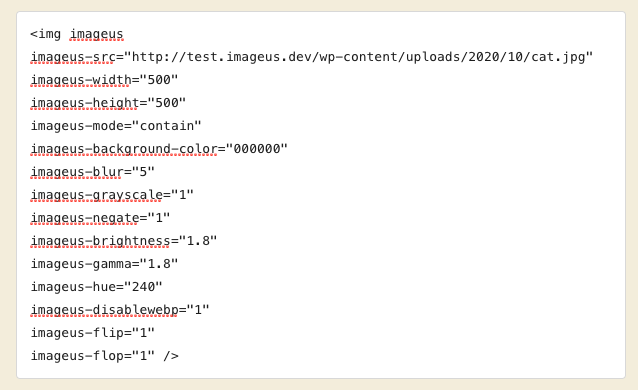 <img imageus
imageus-src="http://test.imageus.dev/wp-content/uploads/2020/10/cat.jpg"
imageus-width="500"
imageus-height="500"
imageus-mode="contain"
imageus-background-color="000000"
imageus-blur="5"
imageus-grayscale="1"
imageus-negate="1"
imageus-brightness="1.8"
imageus-gamma="1.8"
imageus-hue="240"
imageus-disablewebp="1"
imageus-flip="1"
imageus-flop="1" />